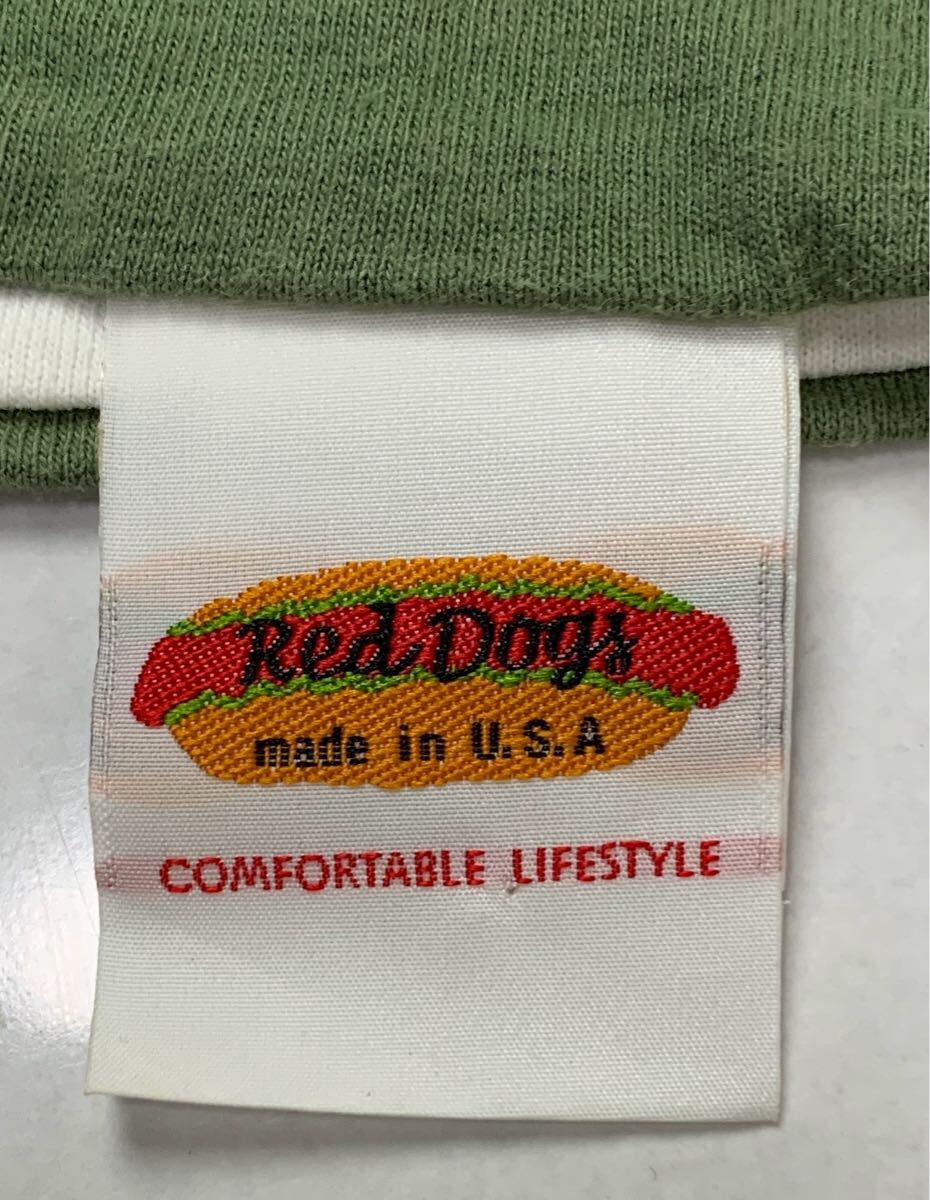 Red Dogs
made in U.S.A
COMFORTABLE LIFESTYLE